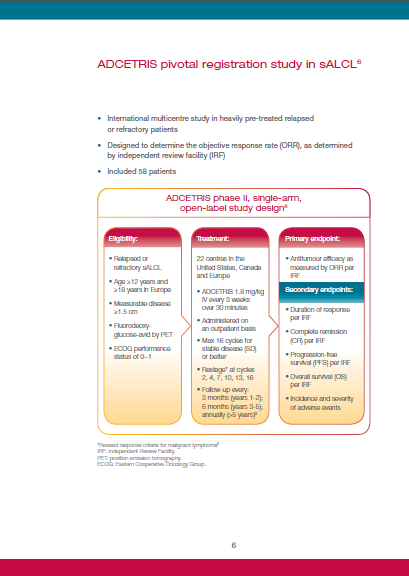 ADCETRIS pivotal registration study in sALCL⁶
• International multicentre study in heavily pre-treated relapsed
or refractory patients
• Designed to determine the objective response rate (ORR), as determined
by independent review facility (IRF)
• Included 58 patients
ADCETRIS phase II, single-arm,
open-label study design⁶
Eligibility:
• Relapsed or
refractory sALCL
• Age ≥12 years and
≥18 years in Europe
• Measurable disease
≥1.5 cm
• Fluorodeoxy-
glucose-avid by PET
• ECOG performance
status of 0–1
Treatment:
22 centres in the
United States, Canada
and Europe
• ADCETRIS 1.8 mg/kg
IV every 3 weeks
over 30 minutes
• Administered on
an outpatient basis
• Max 16 cycles for
stable disease (SD)
or better
• Restage* at cycles
2, 4, 7, 10, 13, 16
• Follow-up every:
3 months (years 1-2);
6 months (years 3-5);
annually (>5 years)
Primary endpoint:
• Antitumour efficacy as
measured by ORR per
IRF
Secondary endpoints:
• Duration of response
per IRF
• Complete remission
(CR) per IRF
• Progression-free
survival (PFS) per IRF
• Overall survival (OS)
per IRF
• Incidence and severity
of adverse events
*Revised response criteria for malignant lymphoma
IRF: Independent Review Facility.
PET: positron emission tomography.
ECOG: Eastern Cooperative Oncology Group.
6